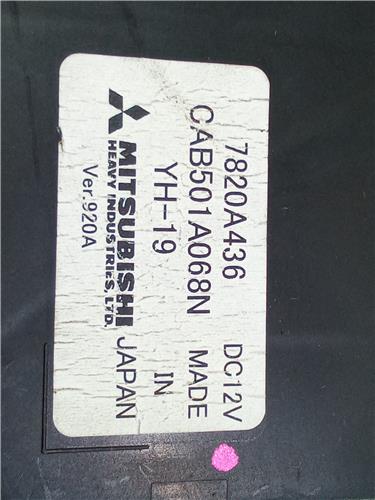 7820A436 DC12V
CAB501A068N MADE
YH-19 IN
MITSUBISHI JAPAN
HEAVY INDUSTRIES, LTD.
Ver.920A